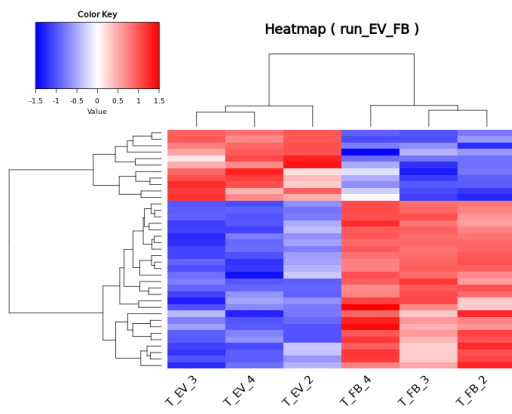 Color Key
-1.5 -1 -0.5 0 0.5 1 1.5
Value
Heatmap ( run_EV_FB )
T_EV_3 T_EV_4 T_EV_2 T_FB_4 T_FB_3 T_FB_2